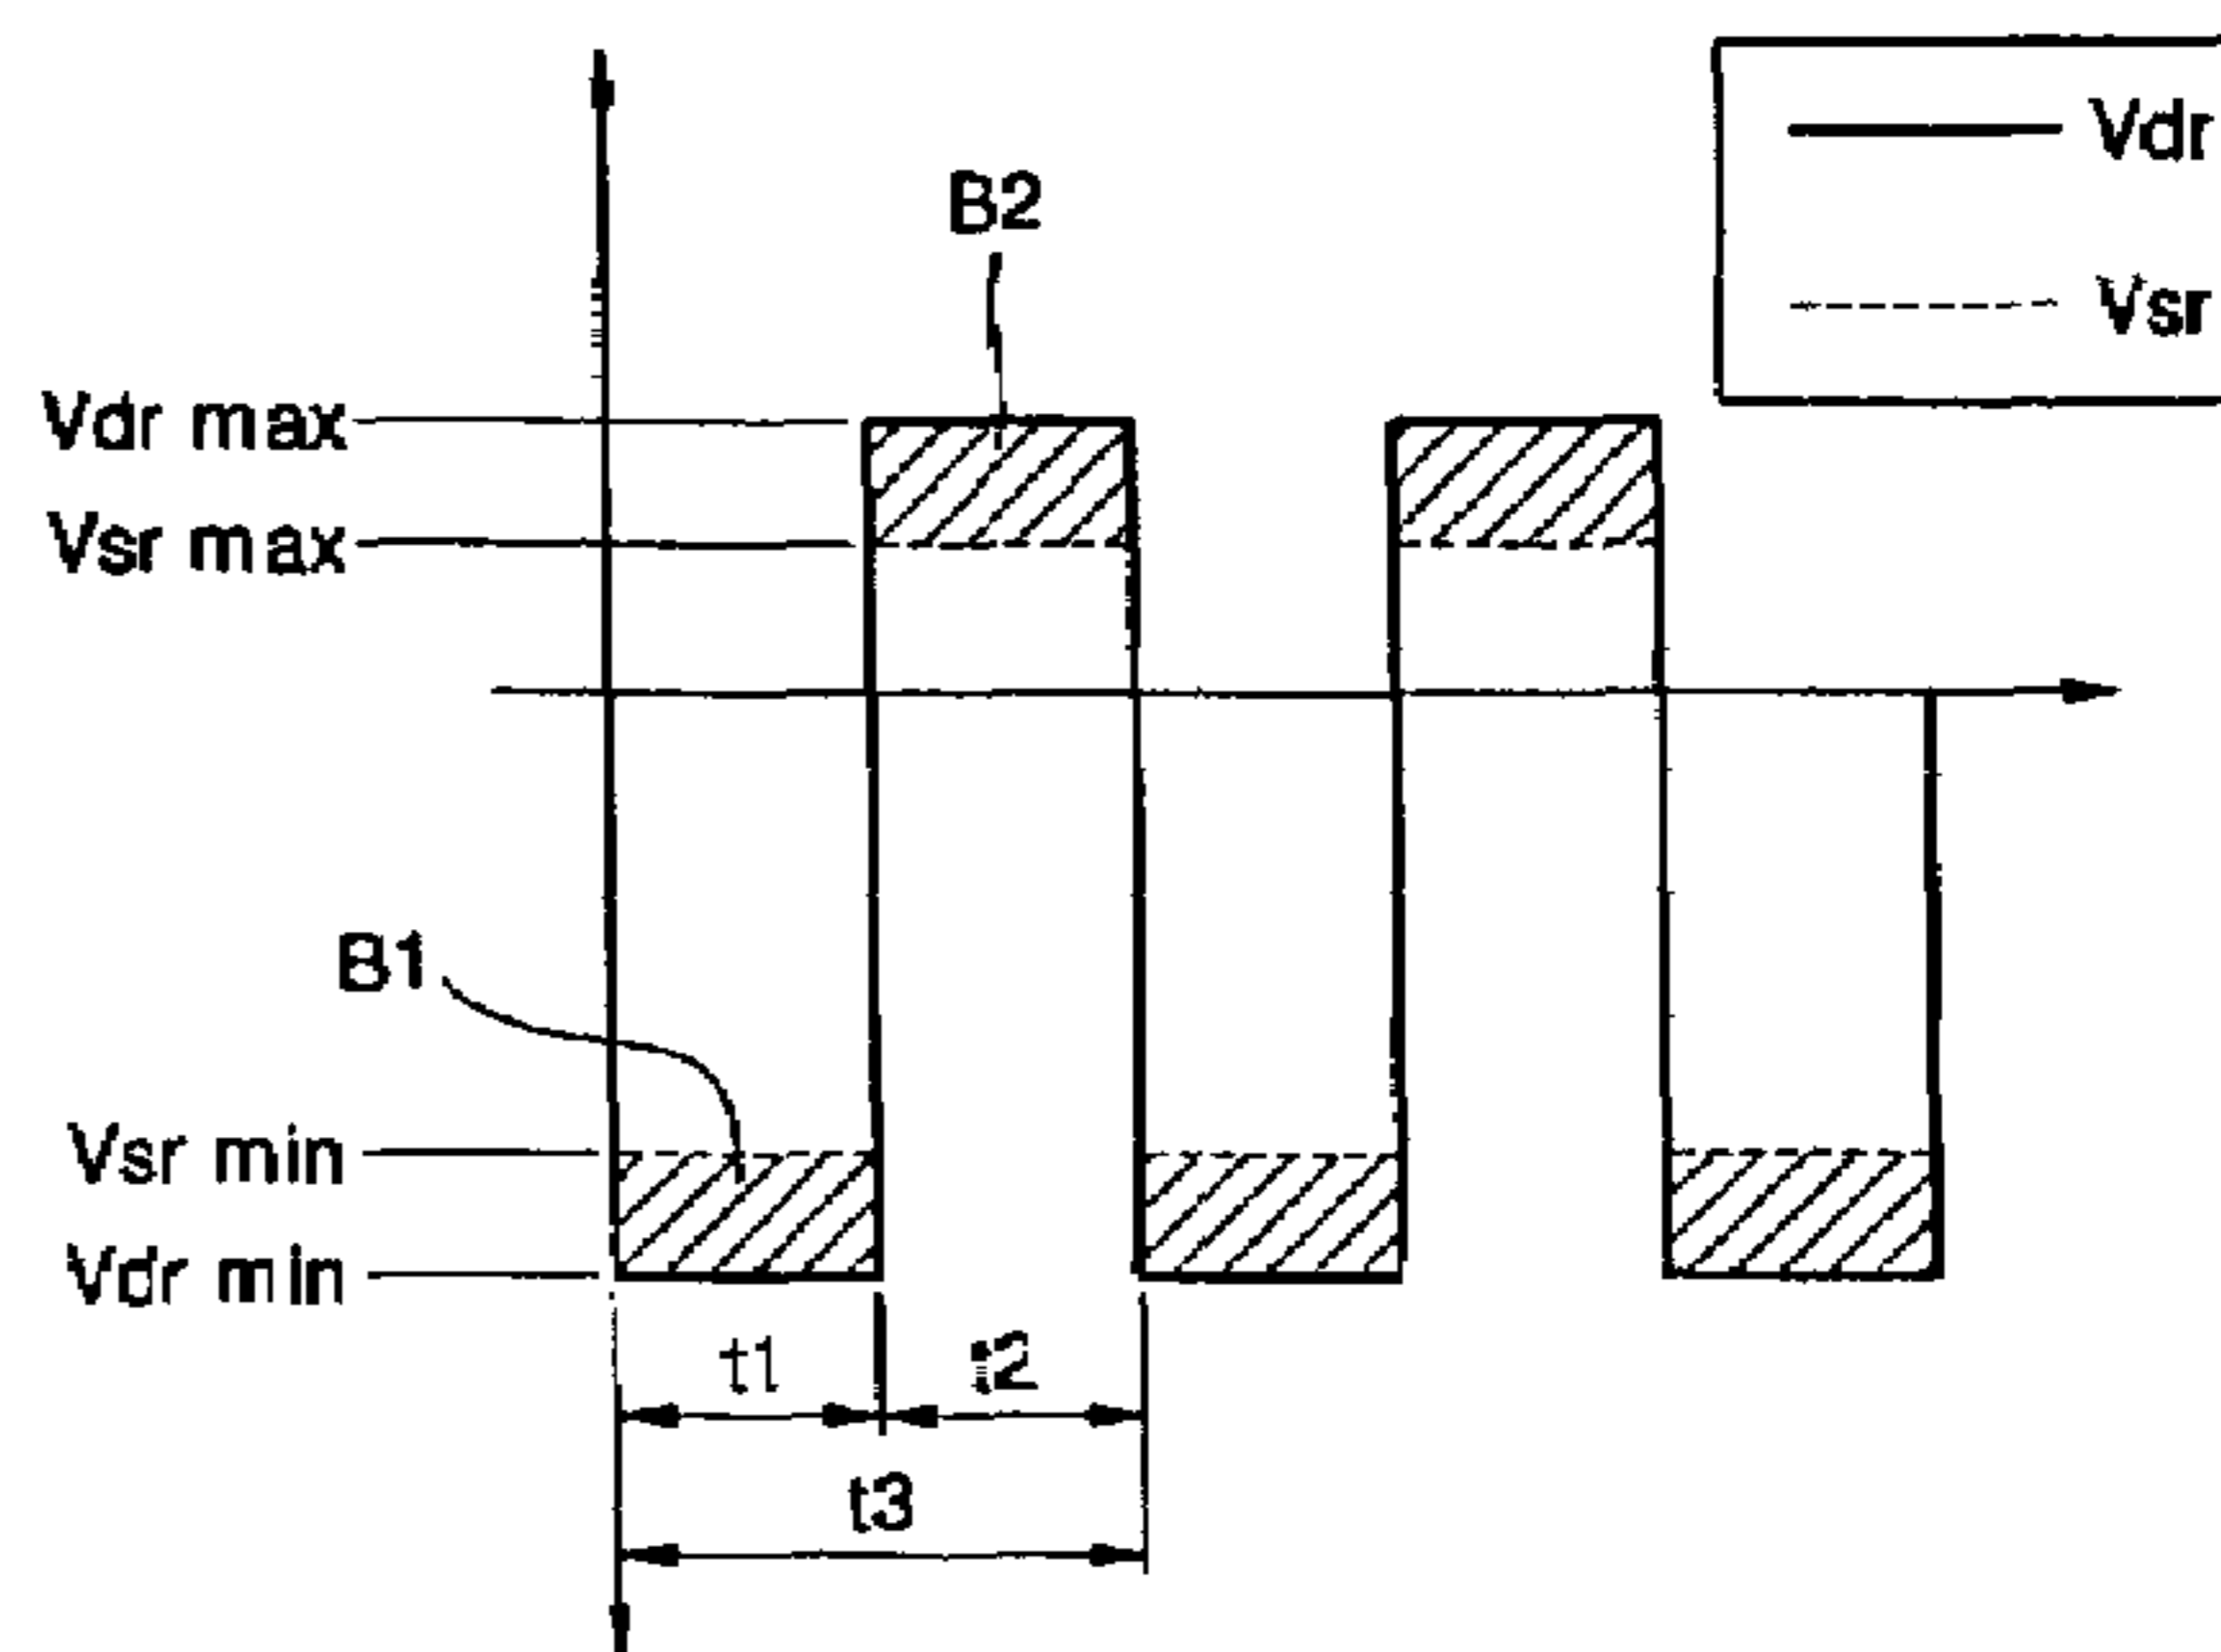 Vdr
B2
Vsr
Vdr max
Vsr max
B1
Vsr min
Vdr min
t1
t2
t3